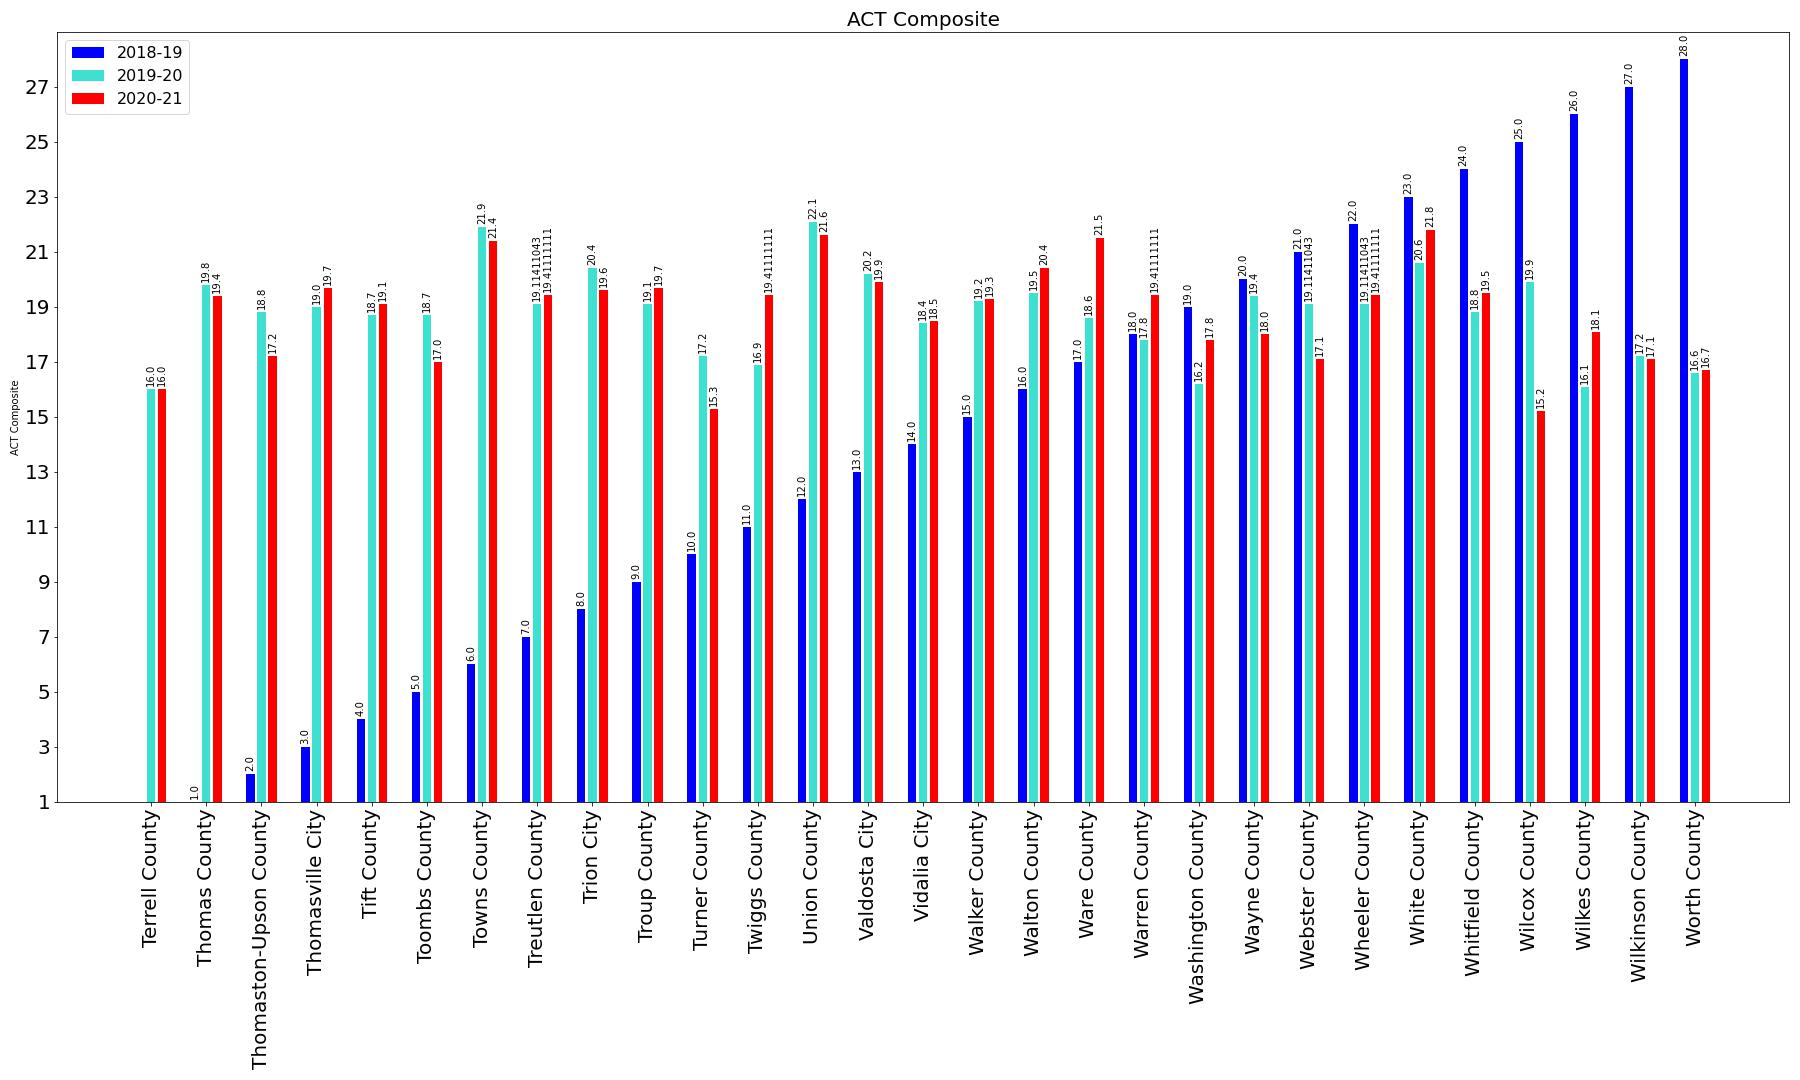 ACT Composite
2018-19
2019-20
2020-21
ACT Composite
27
25
23
21
19
17
15
13
11
9
7
5
3
1
16.0 16.0
1.0 19.8 19.4
2.0 18.8 17.2
3.0 19.0 19.7
4.0 18.7 19.1
5.0 18.7 17.0
6.0 21.9 21.4
7.0 19.11411043 19.41111111
8.0 20.4 19.6
9.0 19.1 19.7
10.0 17.2 15.3
11.0 16.9 19.41111111
12.0 22.1 21.6
13.0 20.2 19.9
14.0 18.4 18.5
15.0 19.2 19.3
16.0 19.5 20.4
17.0 18.6 21.5
18.0 17.8 19.41111111
19.0 16.2 17.8
20.0 19.4 18.0
21.0 19.11411043 17.1
22.0 19.11411043 19.41111111
23.0 20.6 21.8
24.0 18.8 19.5
25.0 19.9 15.2
26.0 16.1 18.1
27.0 17.2 17.1
28.0 16.6 16.7
Terrell County
Thomas County
Thomaston-Upson County
Thomasville City
Tift County
Toombs County
Towns County
Treutlen County
Trion City
Troup County
Turner County
Twiggs County
Union County
Valdosta City
Vidalia City
Walker County
Walton County
Ware County
Warren County
Washington County
Wayne County
Webster County
Wheeler County
White County
Whitfield County
Wilcox County
Wilkes County
Wilkinson County
Worth County